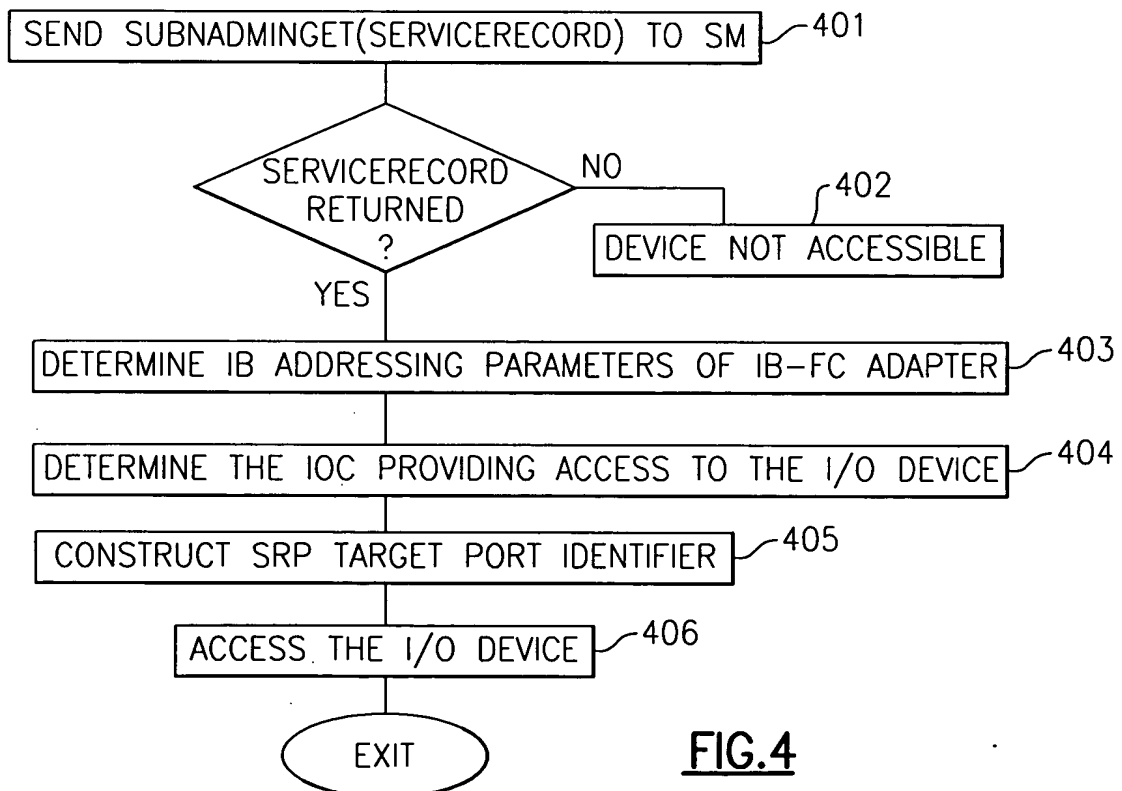 SEND SUBNADMINGET(SERVICERECORD) TO SM
401
SERVICERECORD
RETURNED
?
NO
402
DEVICE NOT ACCESSIBLE
YES
DETERMINE IB ADDRESSING PARAMETERS OF IB-FC ADAPTER
403
DETERMINE THE IOC PROVIDING ACCESS TO THE I/O DEVICE
404
CONSTRUCT SRP TARGET PORT IDENTIFIER
405
ACCESS THE I/O DEVICE
406
EXIT
FIG.4